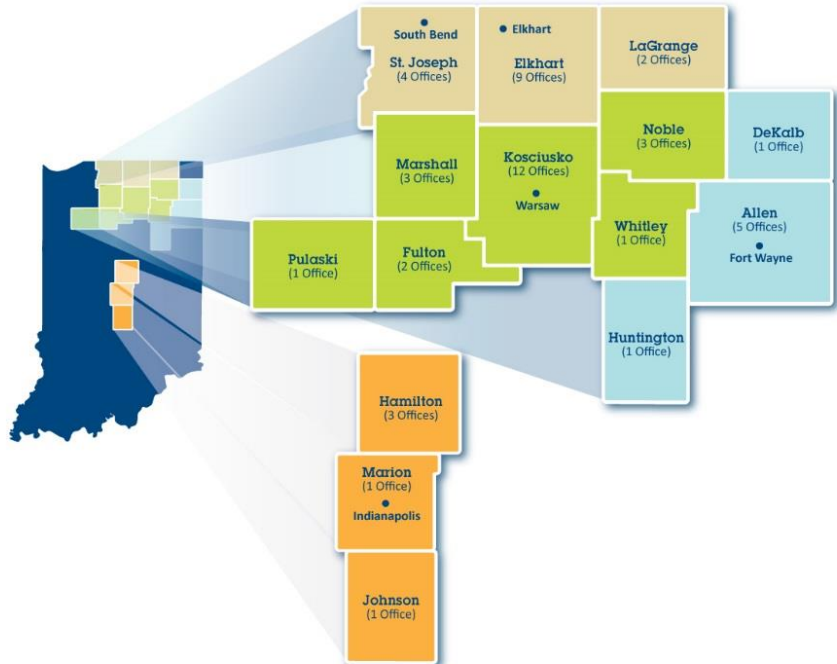 South Bend
St. Joseph
(4 Offices)
Elkhart
Elkhart
(9 Offices)
LaGrange
(2 Offices)
Marshall
(3 Offices)
Kosciusko
(12 Offices)
Warsaw
Noble
(3 Offices)
DeKalb
(1 Office)
Pulaski
(1 Office)
Fulton
(2 Offices)
Whitley
(1 Office)
Allen
(5 Offices)
Fort Wayne
Huntington
(1 Office)
Hamilton
(3 Offices)
Marion
(1 Office)
Indianapolis
Johnson
(1 Office)